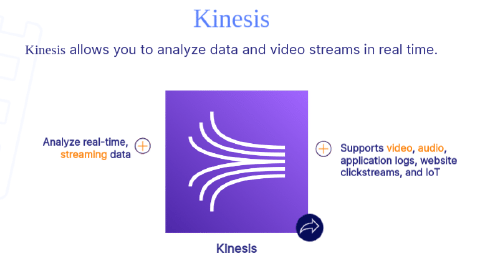 Kinesis
Kinesis allows you to analyze data and video streams in real time.
Analyze real-time,
streaming data
Supports video, audio,
application logs, website
clickstreams, and IoT
Kinesis